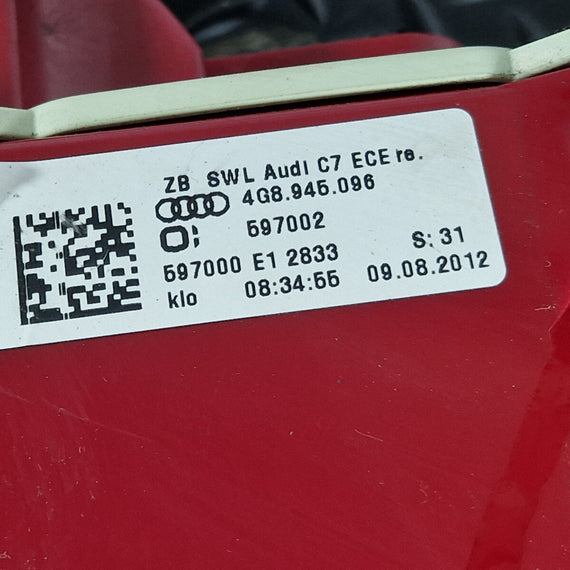 ZB SWL Audi C7 ECE re.
4G8.945.096
597002
597000 E1 2833 S: 31
klo 08:34:55 09.08.2012